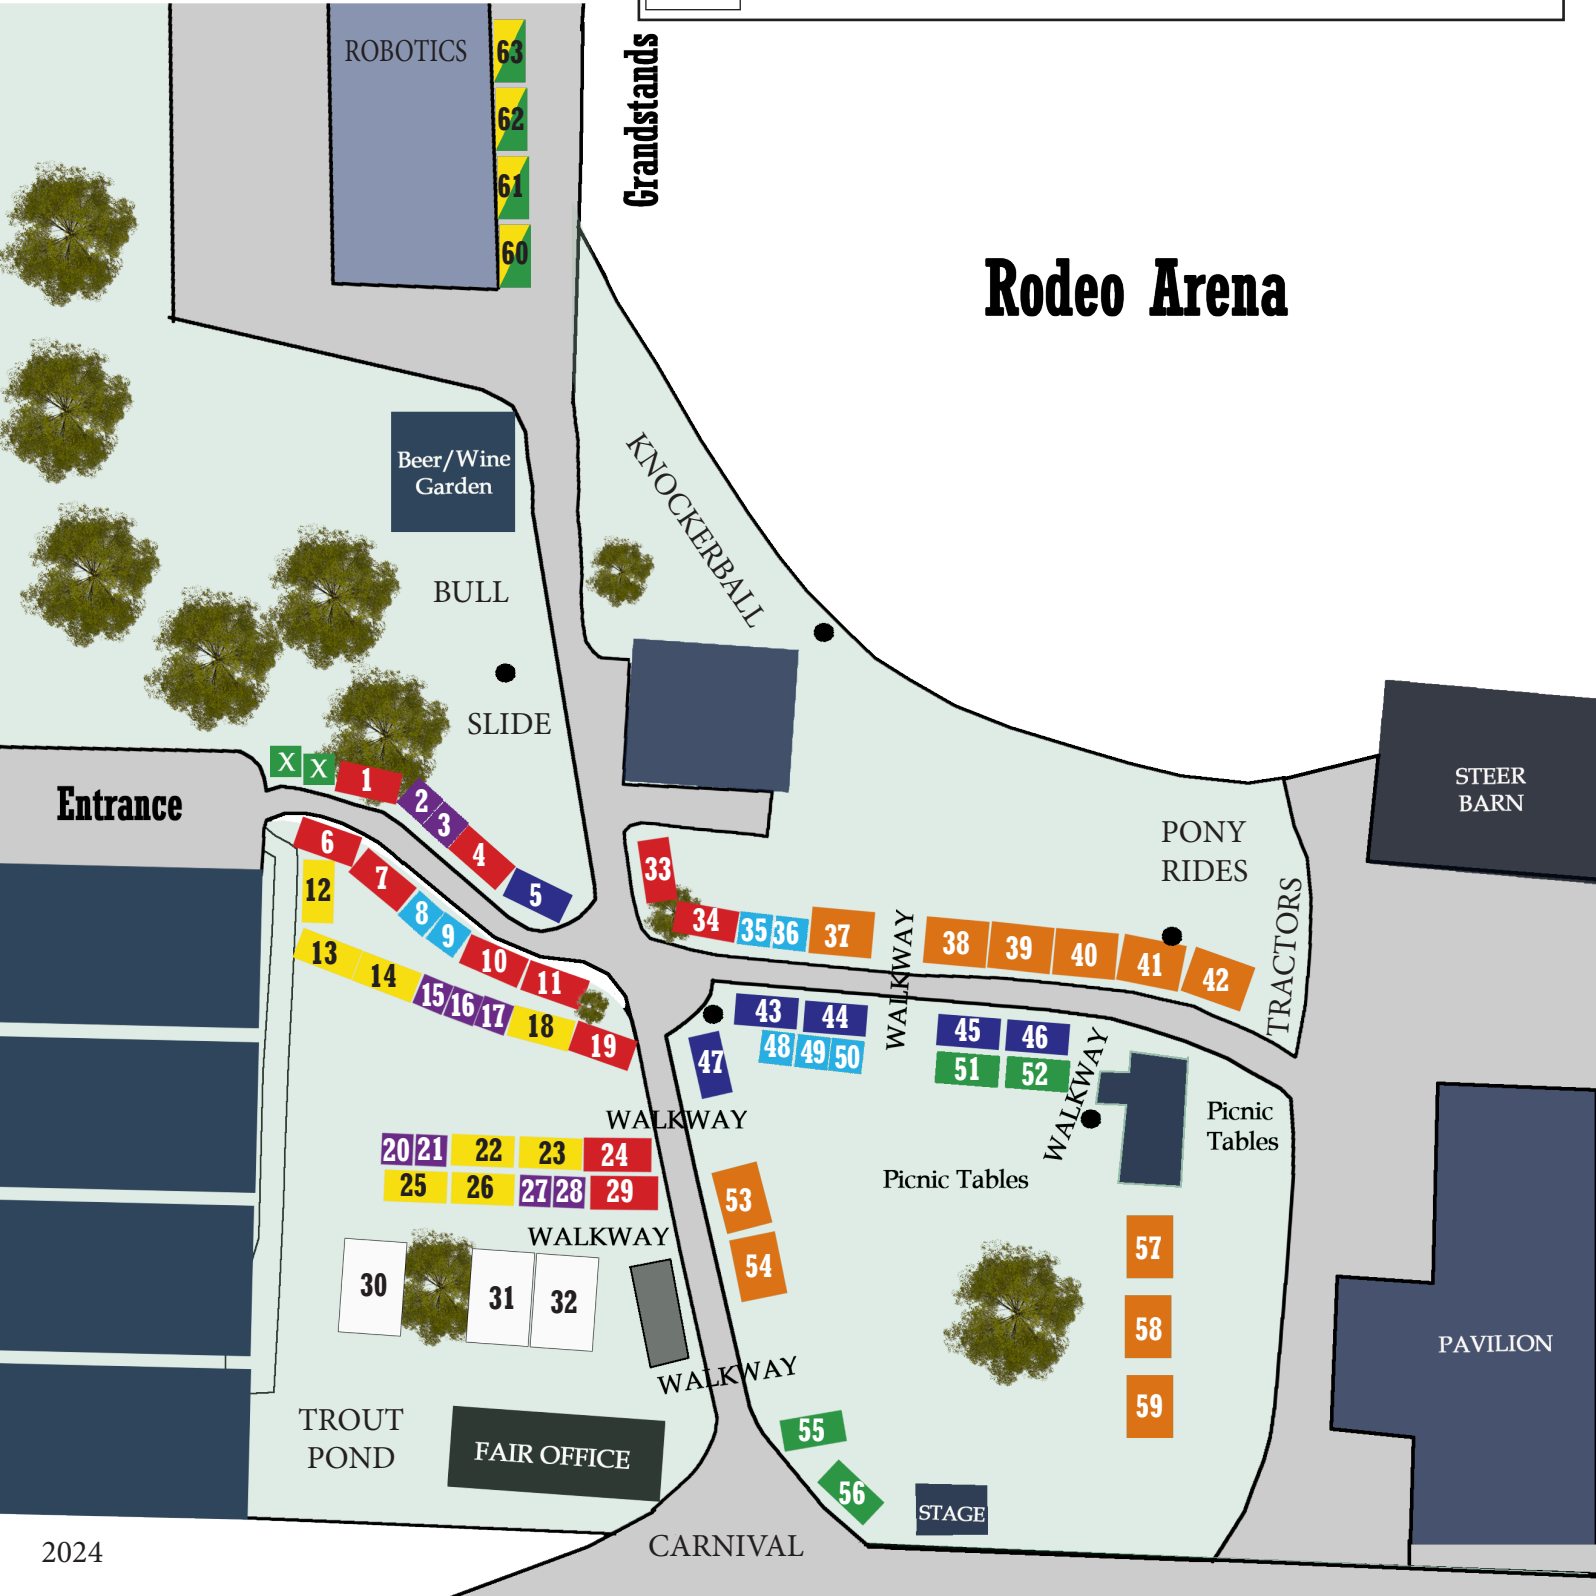 ROBOTICS
63
62
61
60
Grandstands
Rodeo Arena
Beer/Wine
Garden
KNOCKERBALL
BULL
SLIDE
X
X
1
2
3
4
5
Entrance
6
7
8
9
10
11
12
13
14
15
16
17
18
19
33
34
35
36
37
WALKWAY
38
39
40
41
42
PONY
RIDES
TRACTORS
STEER
BARN
43
44
45
46
47
48
49
50
51
52
WALKWAY
Picnic
Tables
Picnic Tables
WALKWAY
20
21
22
23
24
25
26
27
28
29
WALKWAY
30
31
32
53
54
57
58
59
PAVILION
WALKWAY
TROUT
POND
FAIR OFFICE
55
56
STAGE
CARNIVAL
2024